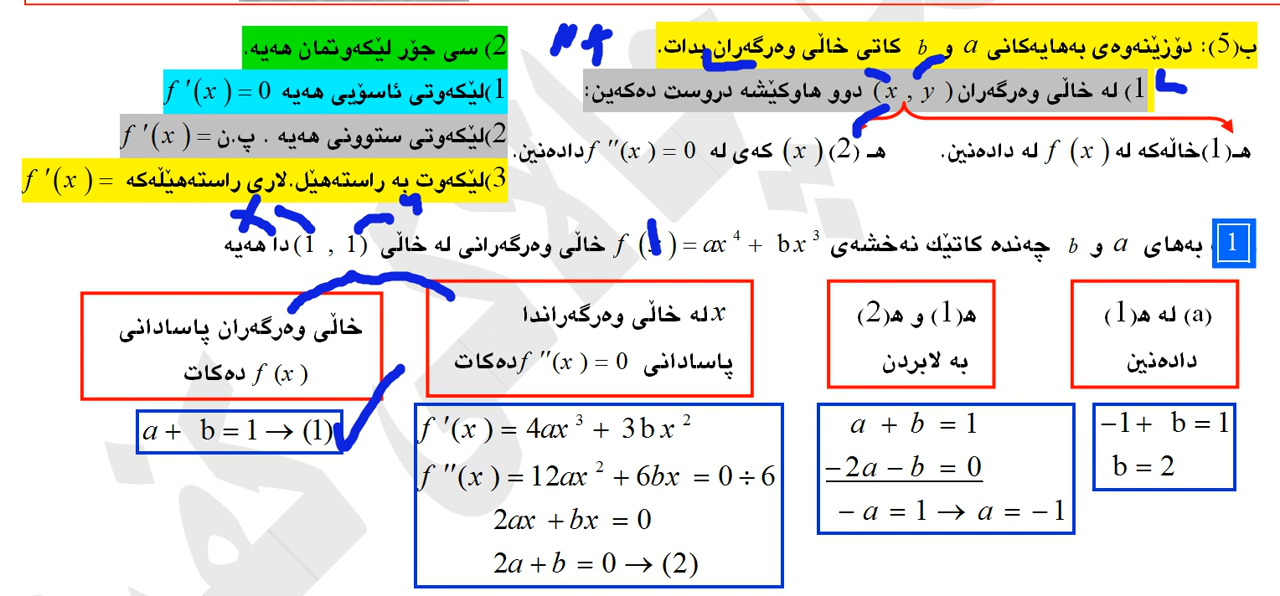 ب(5): دۆزینەوەی بەهایەکانی a و b کاتی خاڵی وەرگەران بدات.
1) لە خاڵی وەرگەران (x , y) دوو هاوکێشە دروست دەکەین:
هـ(1)خاڵەکە لە f (x) لە دادەنین.
هـ (2) (x) کەی لە f ''(x) = 0 دادەنین.
2) سی جۆر لێکەوتمان هەیە.
1)لێکەوتی ئاسۆیی هەیە f '(x) = 0
2)لێکەوتی ستوونی هەیە . پ.ن = f '(x)
3)لێکەوت بە راستەهێل.لاری راستەهێڵەکە = f '(x)
1 بەهای a و b چەندە کاتێك نەخشەی f (x) = ax⁴ + bx³ خاڵی وەرگەرانی لە خاڵی (1 , 1)دا هەیە
خاڵی وەرگەران پاسادانی
f (x) دەکات
a + b = 1 → (1)
x لە خاڵی وەرگەراندا
پاسادانی f ''(x) = 0 دەکات
f '(x) = 4ax³ + 3bx²
f ''(x) = 12ax² + 6bx = 0 ÷ 6
2ax + bx = 0
2a + b = 0 → (2)
هـ(1) و هـ(2)
بە لابردن
a + b = 1
-2a - b = 0
- a = 1 → a = -1
(a) لە هـ(1)
دادەنین
-1 + b = 1
b = 2